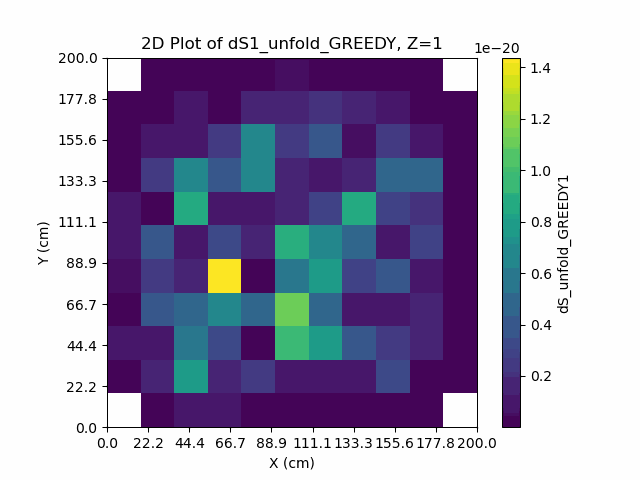 2D Plot of dS1_unfold_GREEDY, Z=1
1e−20
200.0
177.8
155.6
133.3
111.1
88.9
66.7
44.4
22.2
0.0
Y (cm)
0.0 22.2 44.4 66.7 88.9 111.1 133.3 155.6 177.8 200.0
X (cm)
1.4
1.2
1.0
0.8
0.6
0.4
0.2
dS_unfold_GREEDY1